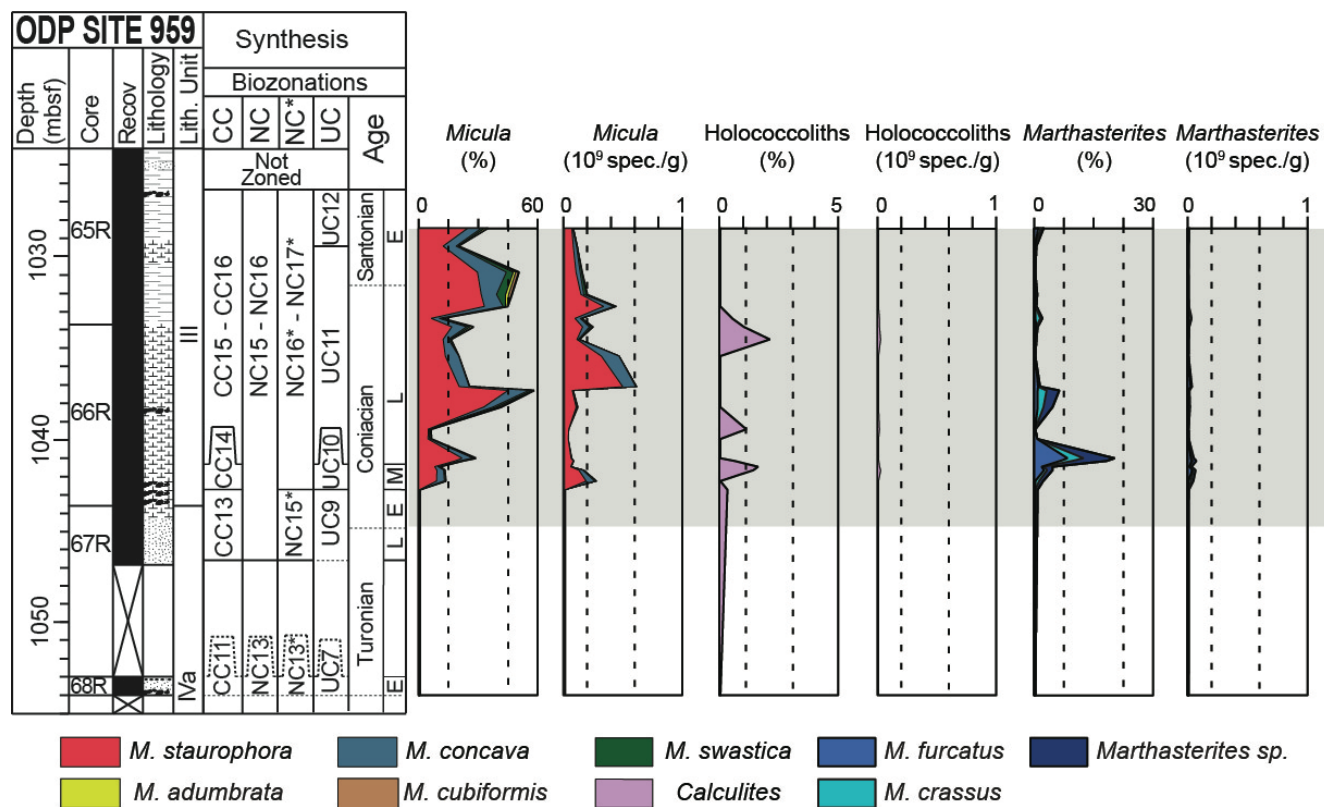 ODP SITE 959
Synthesis
Biozonations
Depth
(mbsf)
Core
Recov
Lithology
Lith. Unit
CC
NC
NC*
UC
Age
Not
Zoned
Micula
(%)
Micula
(10⁹ spec./g)
Holococcoliths
(%)
Holococcoliths
(10⁹ spec./g)
Marthasterites
(%)
Marthasterites
(10⁹ spec./g)
0 60
0 1
0 5
0 1
0 30
0 1
1030
1040
1050
65R
66R
67R
68R
III
IVa
CC15 - CC16
CC14
CC13
CC11
NC15 - NC16
NC13
NC16* - NC17*
NC15*
NC13*
UC12
UC11
UC10
UC9
UC7
Santonian
Coniacian
Turonian
E
L
M
E
L
E
M. staurophora
M. concava
M. swastica
M. furcatus
Marthasterites sp.
M. adumbrata
M. cubiformis
Calculites
M. crassus